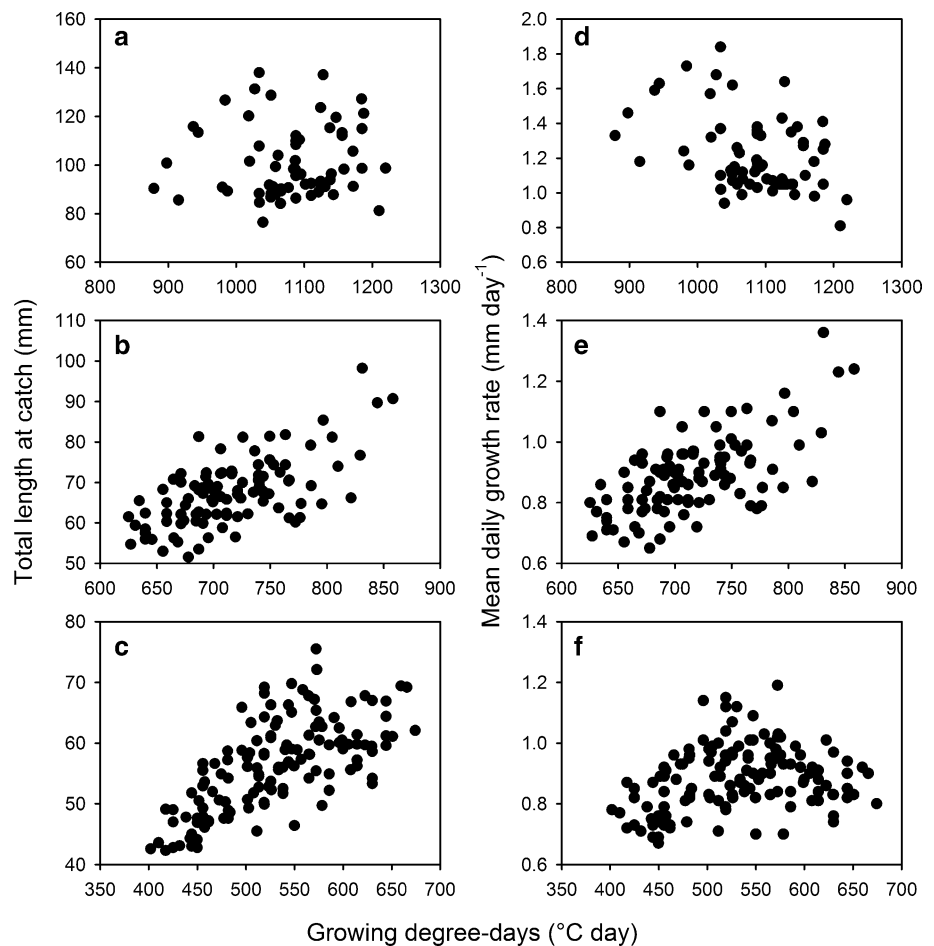 a
160
140
120
100
80
60
800 900 1000 1100 1200 1300
d
2.0
1.8
1.6
1.4
1.2
1.0
0.8
0.6
800 900 1000 1100 1200 1300
b
110
100
90
80
70
60
50
600 650 700 750 800 850 900
e
1.4
1.2
1.0
0.8
0.6
600 650 700 750 800 850 900
c
80
70
60
50
40
350 400 450 500 550 600 650 700
f
1.4
1.2
1.0
0.8
0.6
350 400 450 500 550 600 650 700
Total length at catch (mm)
Mean daily growth rate (mm day-1)
Growing degree-days (°C day)